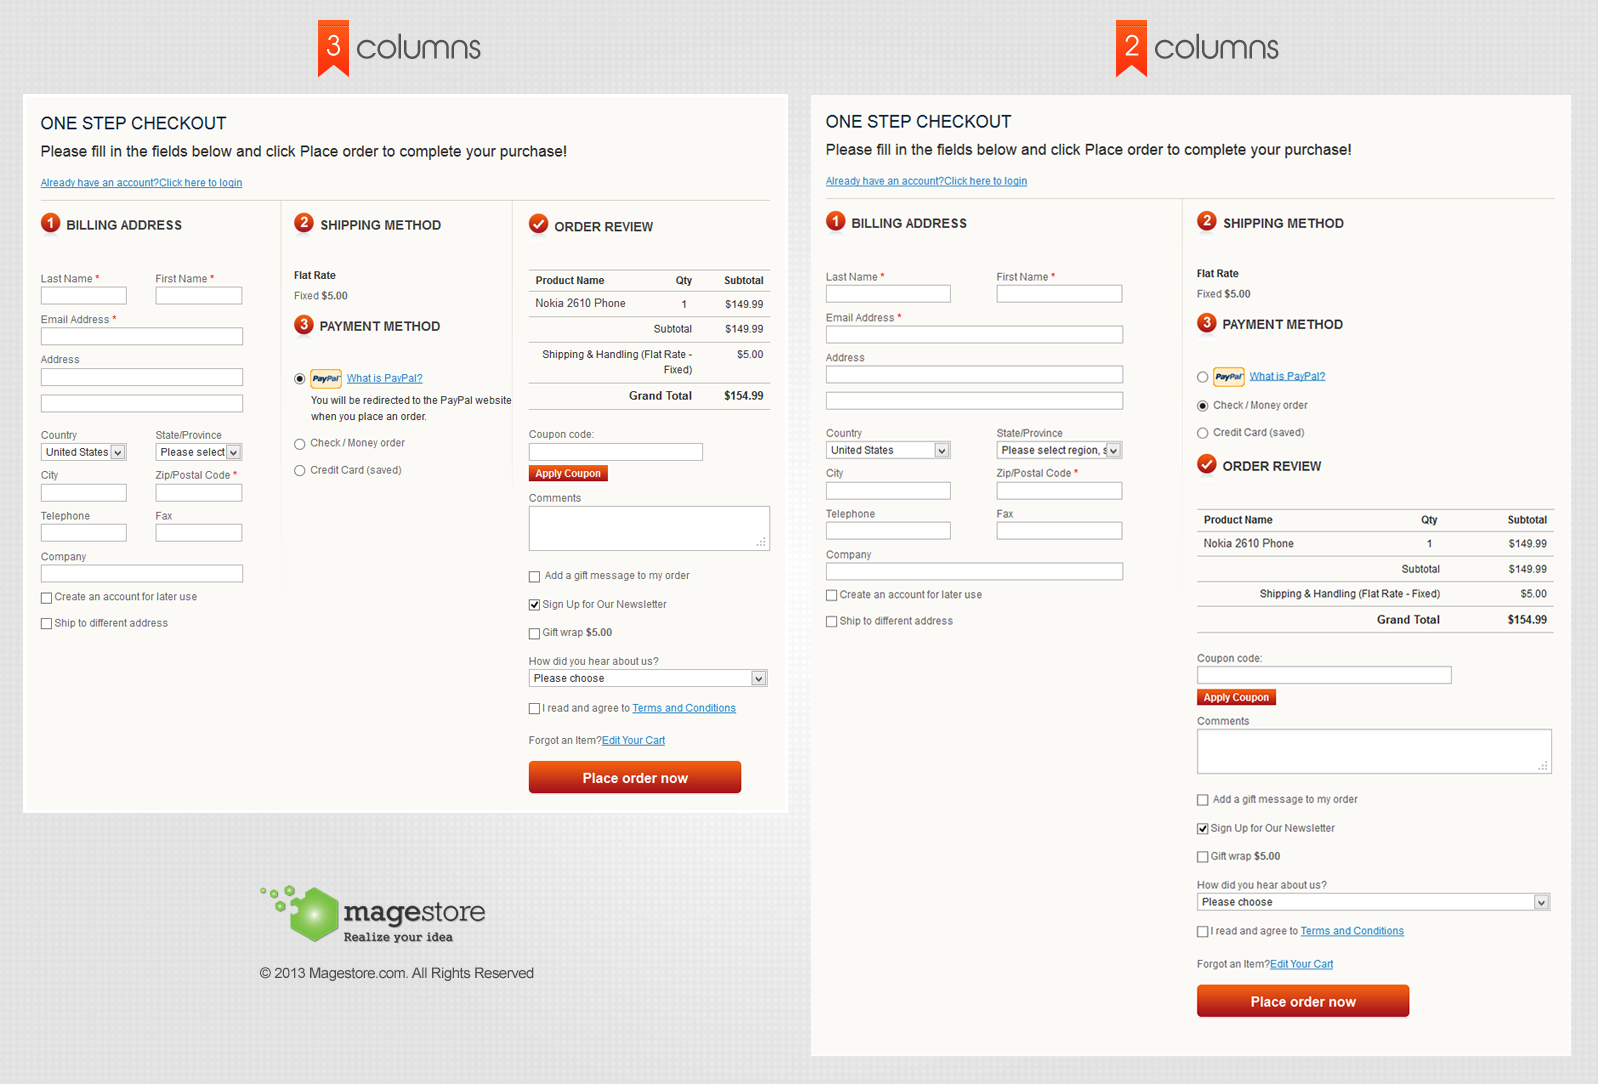 3 columns
ONE STEP CHECKOUT
Please fill in the fields below and click Place order to complete your purchase!
Already have an account?Click here to login
1 BILLING ADDRESS
Last Name * First Name *
Email Address *
Address
Country State/Province
United States Please select
City Zip/Postal Code *
Telephone Fax
Company
Create an account for later use
Ship to different address
2 SHIPPING METHOD
Flat Rate
Fixed $5.00
3 PAYMENT METHOD
PayPal What is PayPal?
You will be redirected to the PayPal website
when you place an order.
Check / Money order
Credit Card (saved)
ORDER REVIEW
Product Name Qty Subtotal
Nokia 2610 Phone 1 $149.99
Subtotal $149.99
Shipping & Handling (Flat Rate - $5.00
Fixed)
Grand Total $154.99
Coupon code:
Apply Coupon
Comments
Add a gift message to my order
Sign Up for Our Newsletter
Gift wrap $5.00
How did you hear about us?
Please choose
I read and agree to Terms and Conditions
Forgot an Item?Edit Your Cart
Place order now
magestore
Realize your idea
© 2013 Magestore.com. All Rights Reserved
2 columns
ONE STEP CHECKOUT
Please fill in the fields below and click Place order to complete your purchase!
Already have an account?Click here to login
1 BILLING ADDRESS
Last Name * First Name *
Email Address *
Address
Country State/Province
United States Please select region, s
City Zip/Postal Code *
Telephone Fax
Company
Create an account for later use
Ship to different address
2 SHIPPING METHOD
Flat Rate
Fixed $5.00
3 PAYMENT METHOD
PayPal What is PayPal?
Check / Money order
Credit Card (saved)
ORDER REVIEW
Product Name Qty Subtotal
Nokia 2610 Phone 1 $149.99
Subtotal $149.99
Shipping & Handling (Flat Rate - Fixed) $5.00
Grand Total $154.99
Coupon code:
Apply Coupon
Comments
Add a gift message to my order
Sign Up for Our Newsletter
Gift wrap $5.00
How did you hear about us?
Please choose
I read and agree to Terms and Conditions
Forgot an Item?Edit Your Cart
Place order now